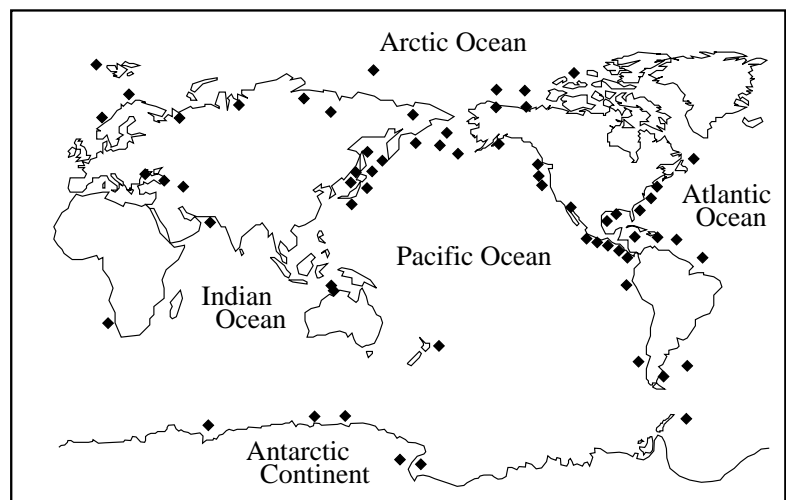 Arctic Ocean
Atlantic
Ocean
Pacific Ocean
Indian
Ocean
Antarctic
Continent